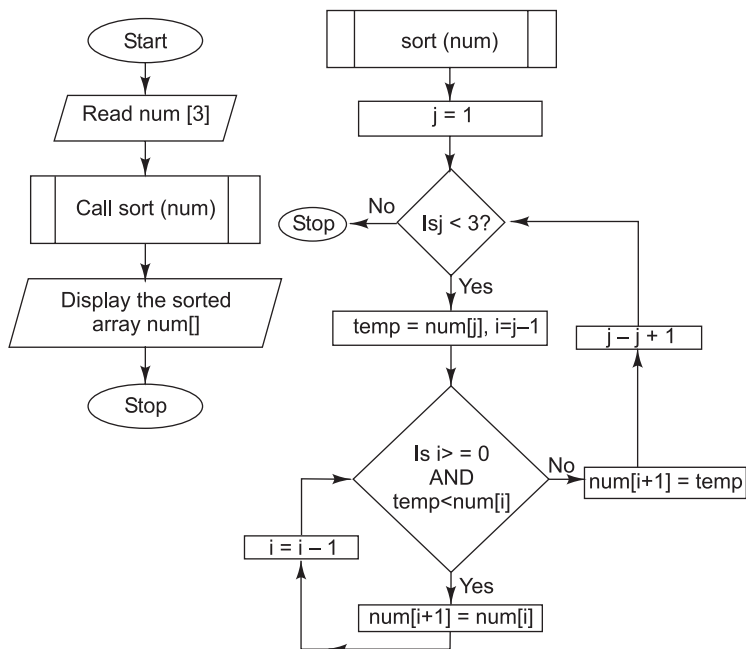 Start
Read num [3]
Call sort (num)
Display the sorted
array num[]
Stop
sort (num)
j = 1
Isj < 3?
No
Stop
Yes
temp = num[j], i=j–1
Is i> = 0
AND
temp<num[i]
No
num[i+1] = temp
j – j + 1
Yes
num[i+1] = num[i]
i = i – 1